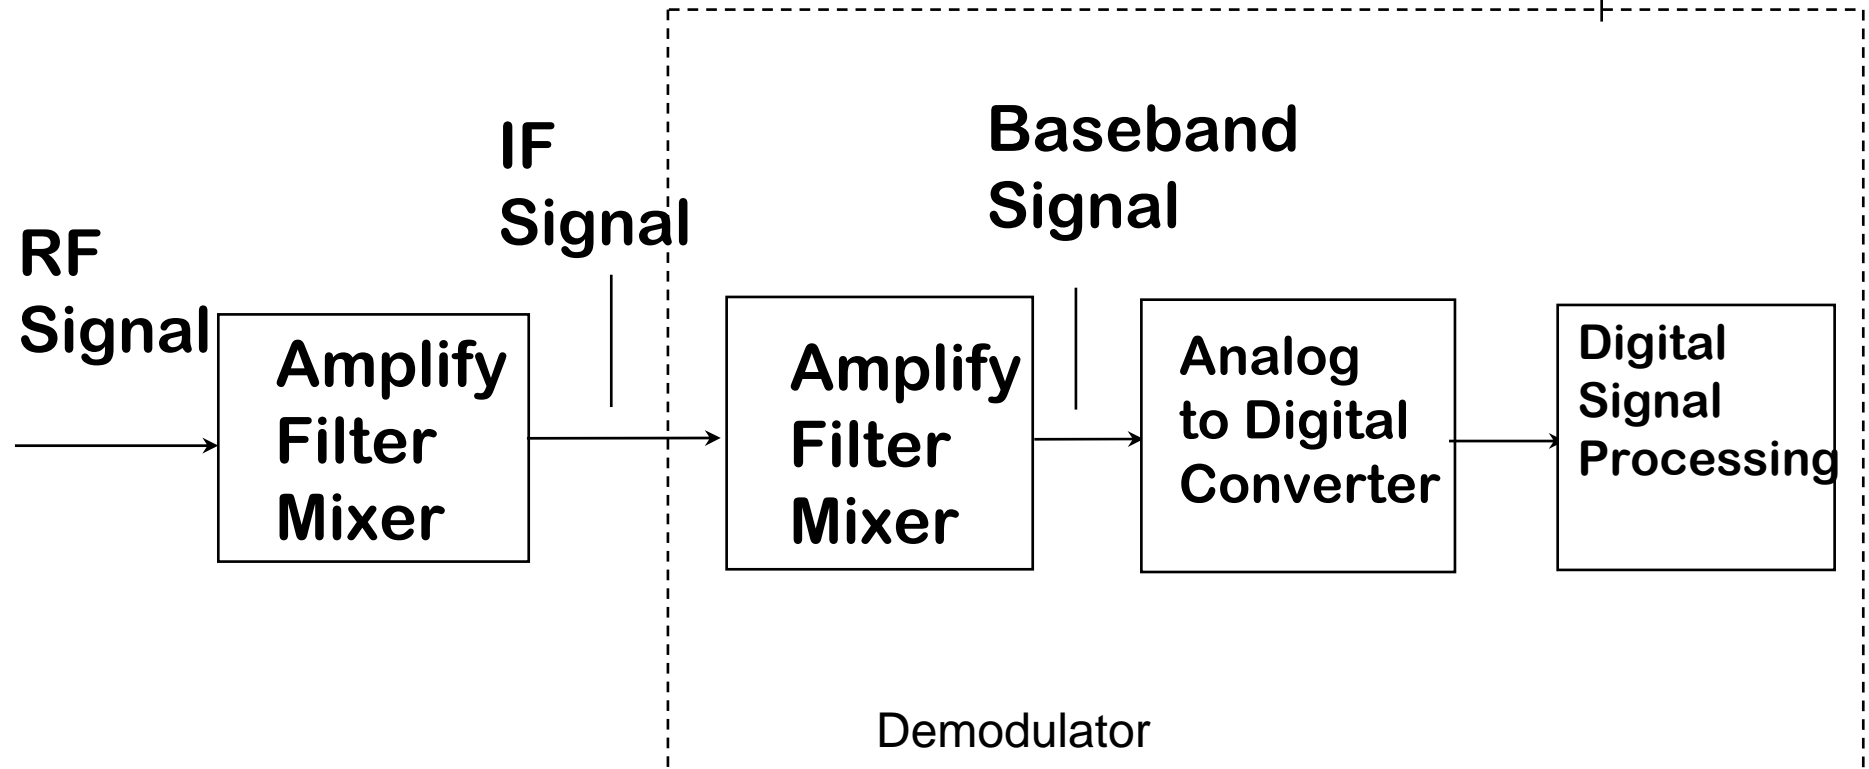 RF
Signal
IF
Signal
Baseband
Signal
Amplify
Filter
Mixer
Amplify
Filter
Mixer
Analog
to Digital
Converter
Digital
Signal
Processing
Demodulator